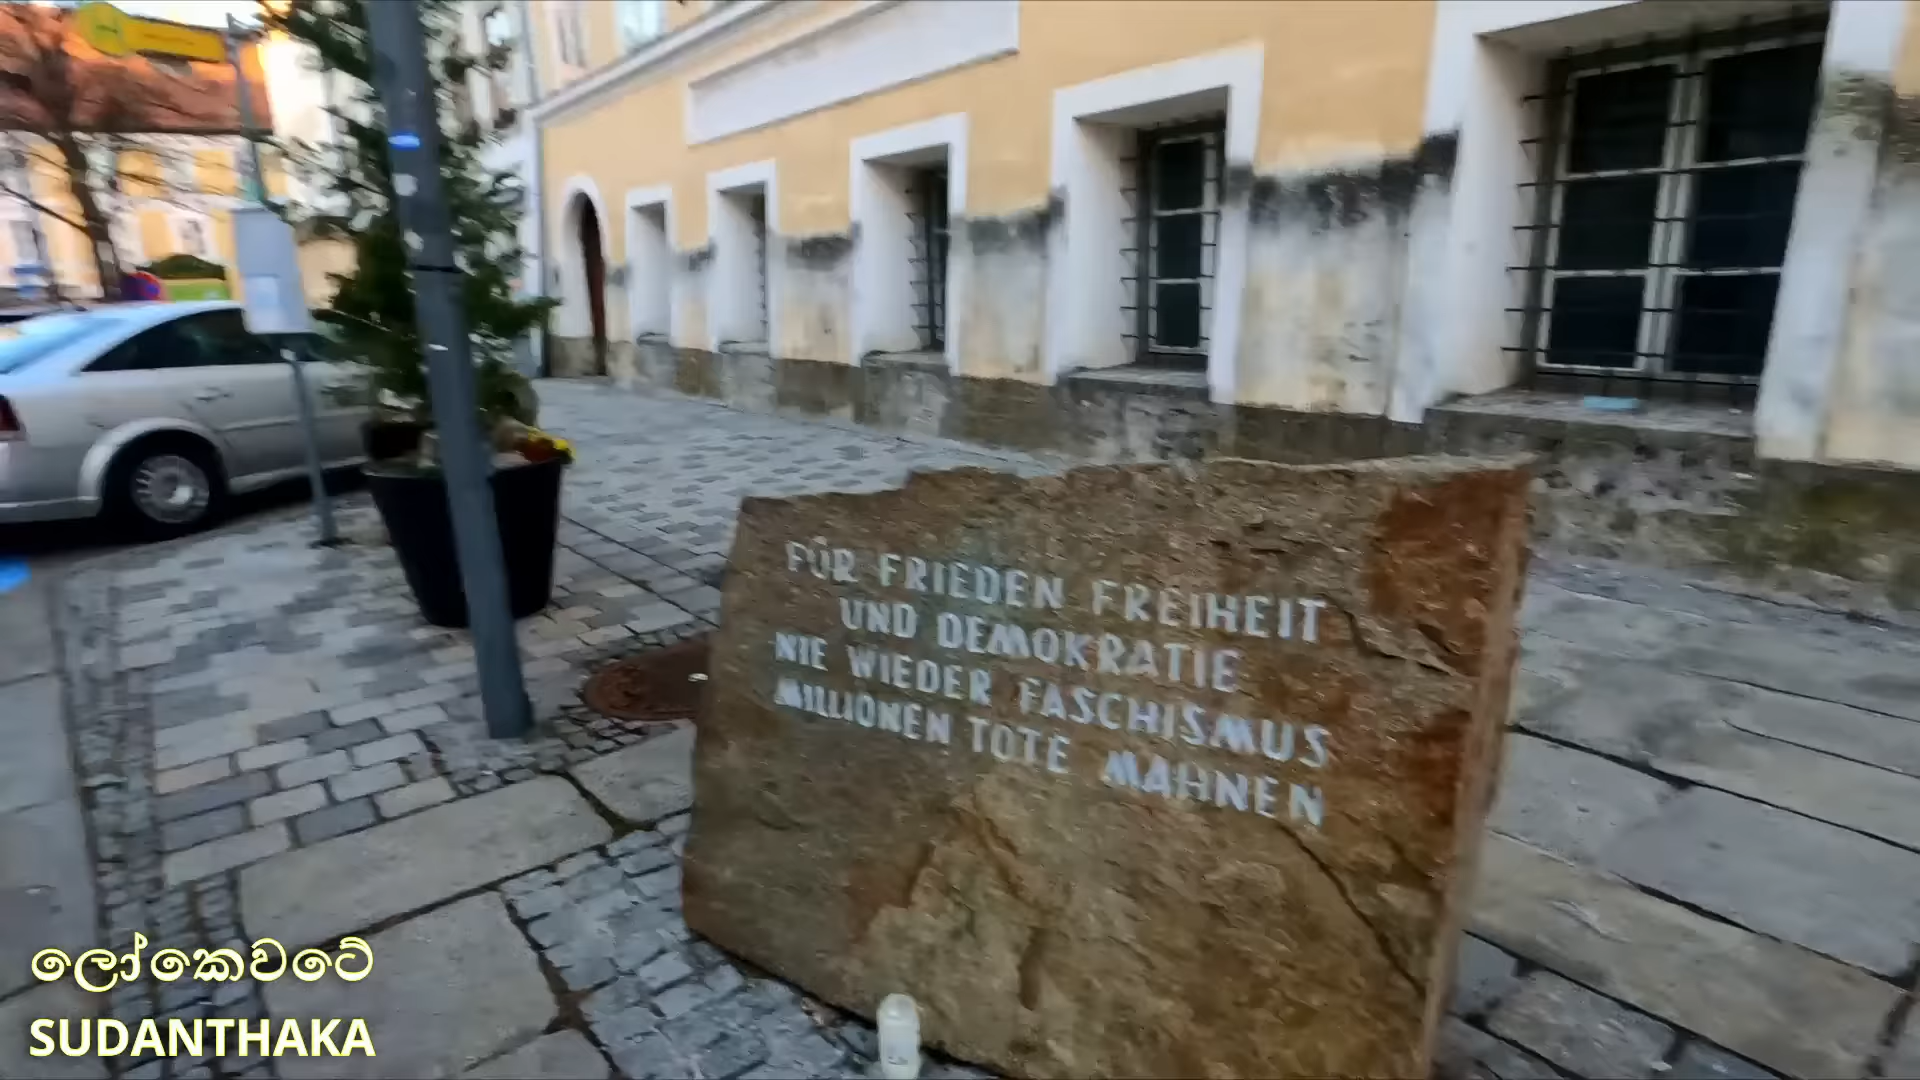 FÜR FRIEDEN FREIHEIT
UND DEMOKRATIE
NIE WIEDER FASCHISMUS
MILLIONEN TOTE MAHNEN
ලෝකෙවටේ
SUDANTHAKA